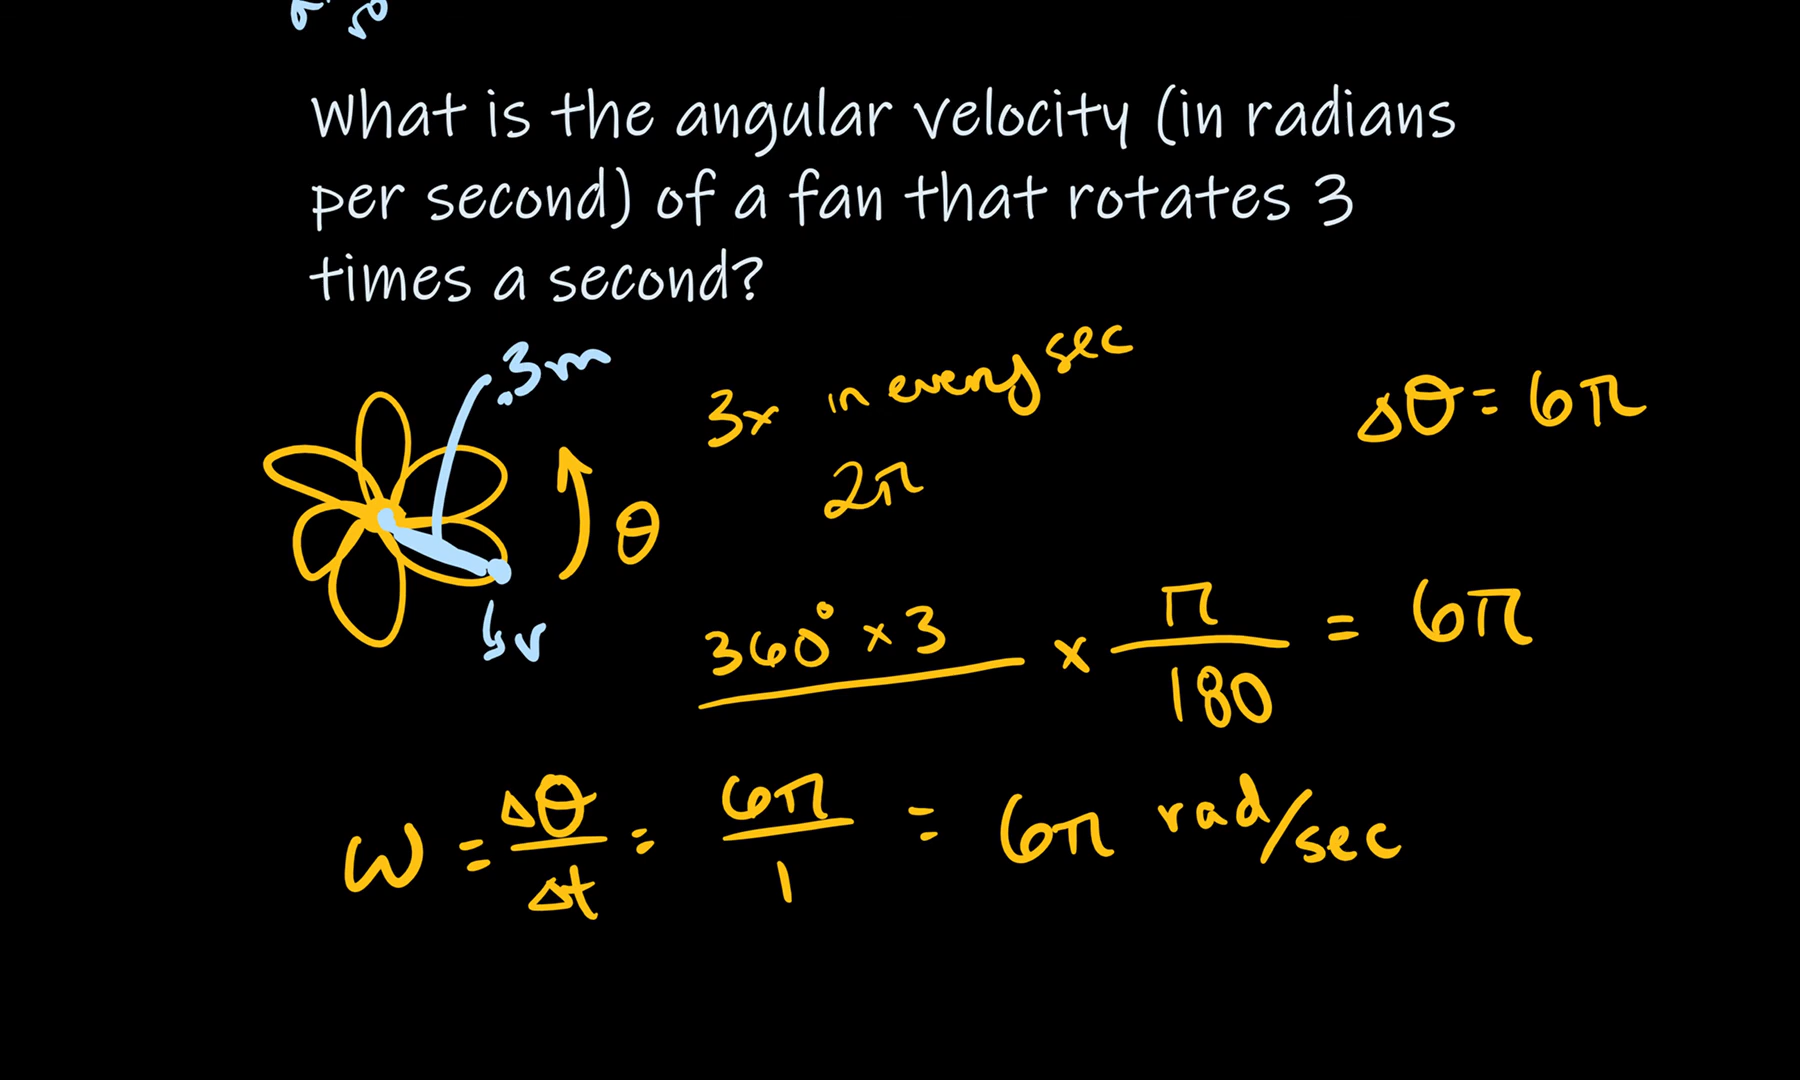 What is the angular velocity (in radians
per second) of a fan that rotates 3
times a second?
.3m
3x in every sec
Δθ = 6π
2π
θ
v
360° × 3 × π / 180 = 6π
ω = Δθ / Δt = 6π / 1 = 6π rad/sec